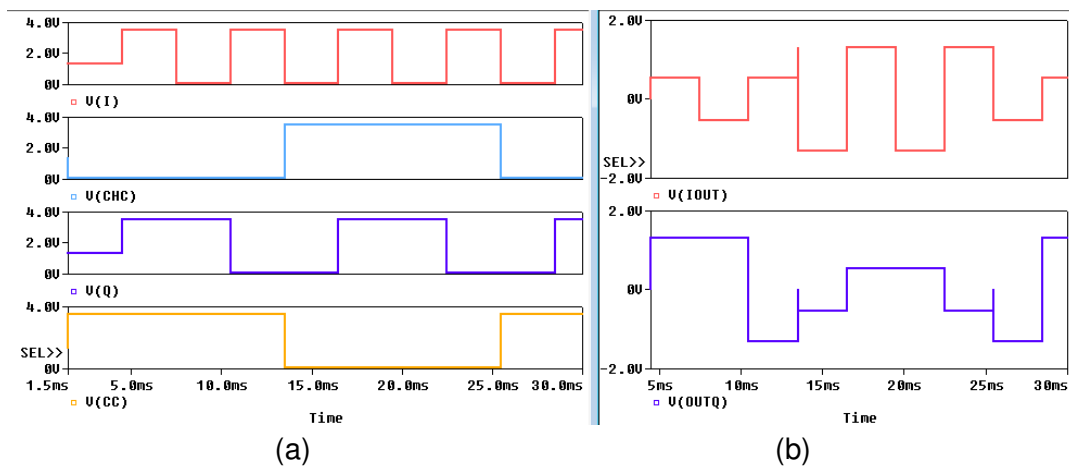 4.0V
2.0V
0V
V(I)
4.0V
2.0V
0V
V(CHC)
4.0V
2.0V
0V
V(Q)
4.0V
SEL>>
0V
1.5ms 5.0ms 10.0ms 15.0ms 20.0ms 25.0ms 30.0ms
V(CC)
Time
(a)
2.0V
0V
SEL>>
-2.0V
V(IOUT)
2.0V
0V
-2.0V
5ms 10ms 15ms 20ms 25ms 30ms
V(OUTQ)
Time
(b)